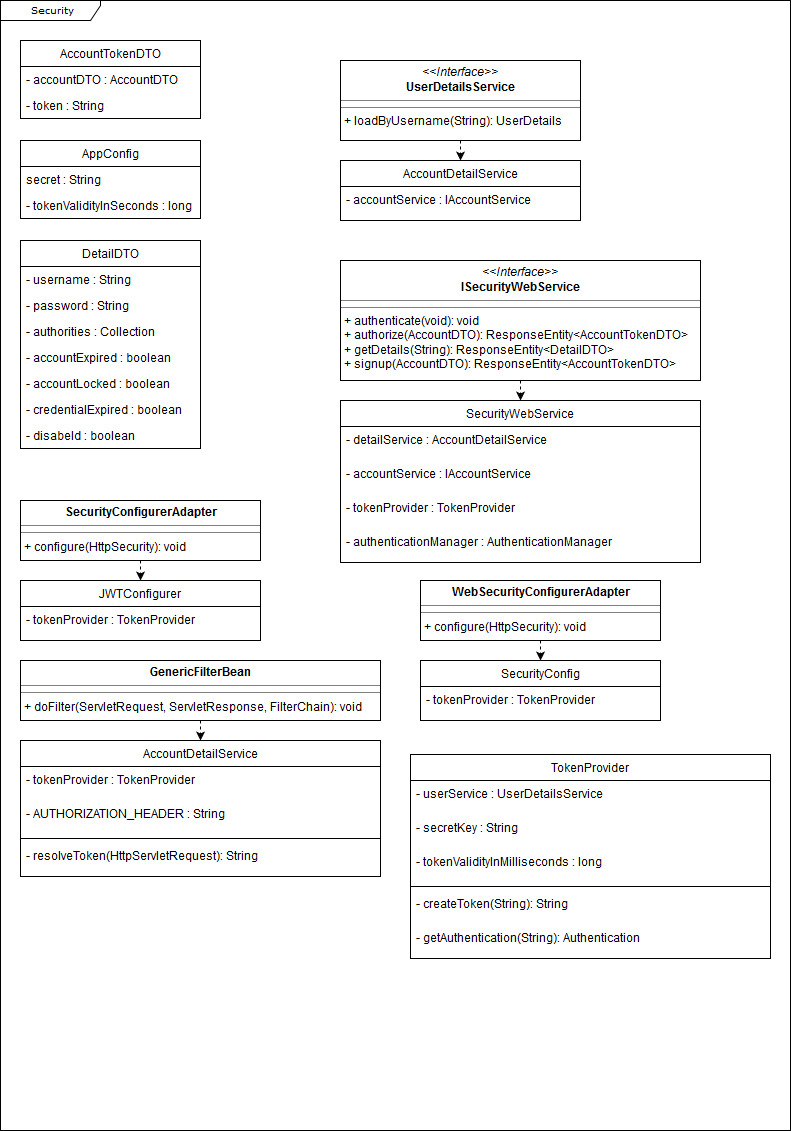 Security
AccountTokenDTO
- accountDTO : AccountDTO
- token : String
AppConfig
secret : String
- tokenValidityInSeconds : long
DetailDTO
- username : String
- password : String
- authorities : Collection
- accountExpired : boolean
- accountLocked : boolean
- credentialExpired : boolean
- disabeld : boolean
<<Interface>>
UserDetailsService
+ loadByUsername(String): UserDetails
AccountDetailService
- accountService : IAccountService
<<Interface>>
ISecurityWebService
+ authenticate(void): void
+ authorize(AccountDTO): ResponseEntity<AccountTokenDTO>
+ getDetails(String): ResponseEntity<DetailDTO>
+ signup(AccountDTO): ResponseEntity<AccountTokenDTO>
SecurityWebService
- detailService : AccountDetailService
- accountService : IAccountService
- tokenProvider : TokenProvider
- authenticationManager : AuthenticationManager
SecurityConfigurerAdapter
+ configure(HttpSecurity): void
JWTConfigurer
- tokenProvider : TokenProvider
WebSecurityConfigurerAdapter
+ configure(HttpSecurity): void
SecurityConfig
- tokenProvider : TokenProvider
GenericFilterBean
+ doFilter(ServletRequest, ServletResponse, FilterChain): void
AccountDetailService
- tokenProvider : TokenProvider
- AUTHORIZATION_HEADER : String
- resolveToken(HttpServletRequest): String
TokenProvider
- userService : UserDetailsService
- secretKey : String
- tokenValidityInMilliseconds : long
- createToken(String): String
- getAuthentication(String): Authentication